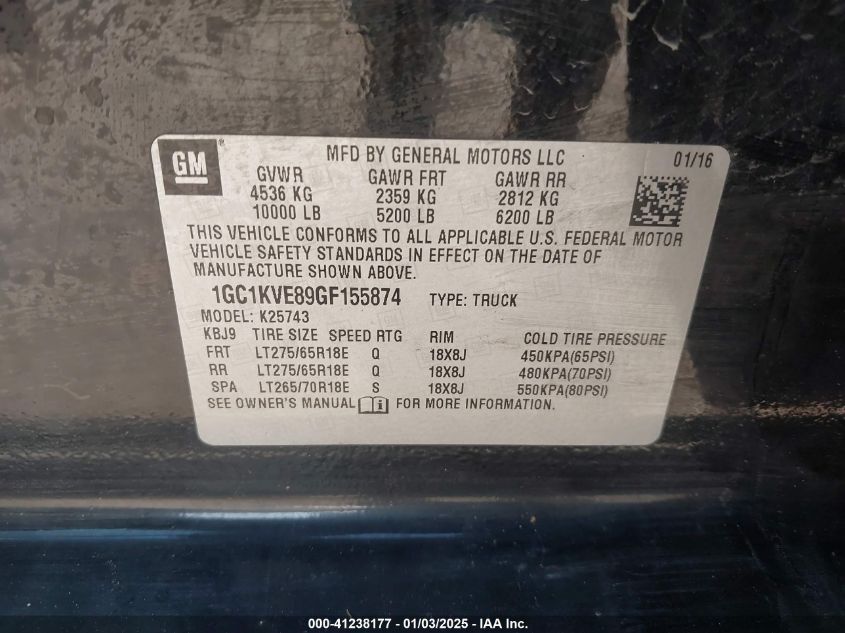 GM
MFD BY GENERAL MOTORS LLC 01/16
GVWR GAWR FRT GAWR RR
4536 KG 2359 KG 2812 KG
10000 LB 5200 LB 6200 LB
THIS VEHICLE CONFORMS TO ALL APPLICABLE U.S. FEDERAL MOTOR
VEHICLE SAFETY STANDARDS IN EFFECT ON THE DATE OF
MANUFACTURE SHOWN ABOVE.
1GC1KVE89GF155874 TYPE: TRUCK
MODEL: K25743
KBJ9 TIRE SIZE SPEED RTG RIM COLD TIRE PRESSURE
FRT LT275/65R18E Q 18X8J 450KPA(65PSI)
RR LT275/65R18E Q 18X8J 480KPA(70PSI)
SPA LT265/70R18E S 18X8J 550KPA(80PSI)
SEE OWNER'S MANUAL FOR MORE INFORMATION.
000-41238177 - 01/03/2025 - IAA Inc.